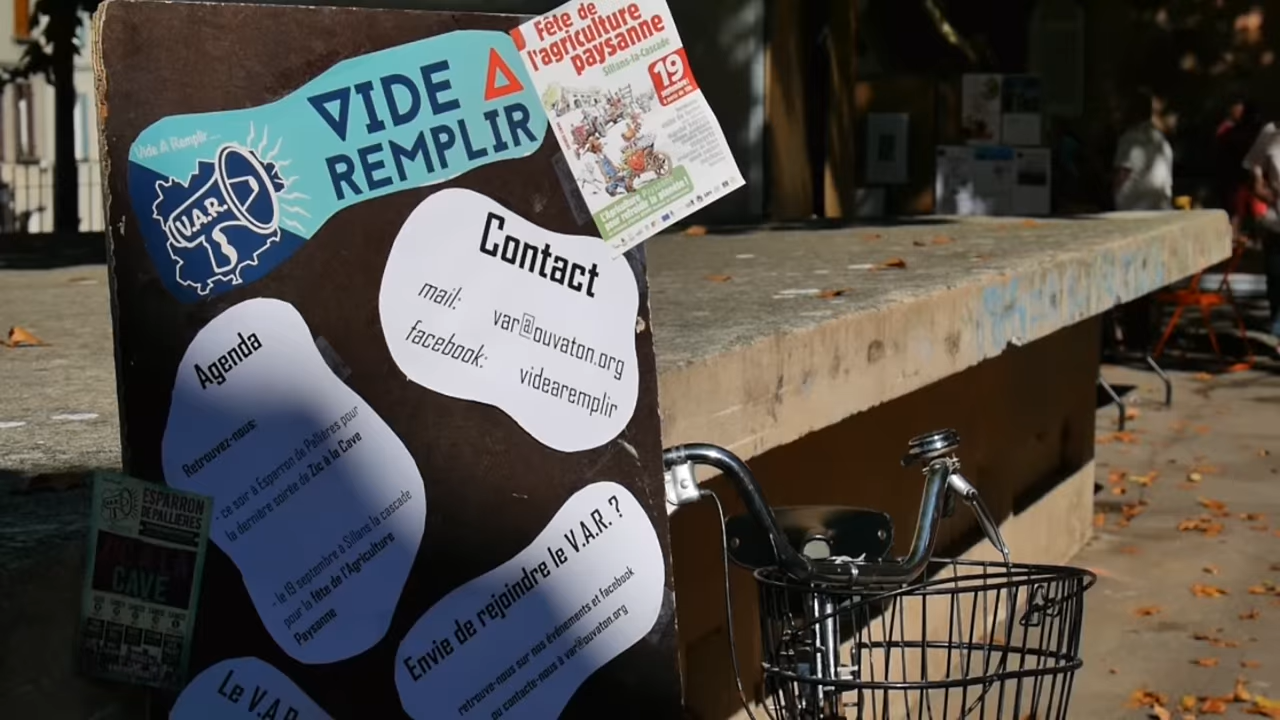 Vide A Remplir...
V.A.R.
VIDE A
REMPLIR
Fête de
l'agriculture
paysanne
Sillans-la-Cascade
19
Contact
mail:
var@ouvaton.org
facebook:
videaremplir
Agenda
Retrouvez-nous:
- ce soir à Esparron de Pallières pour
la dernière soirée de Zic à la Cave
- le 19 septembre à Sillans la cascade
pour la fête de l'Agriculture
Paysanne
ESPARRON
DE PALLIERES
CAVE
Envie de rejoindre le V.A.R. ?
retrouve-nous sur nos événements et facebook
ou contacte-nous à var@ouvaton.org
Le V.A.R